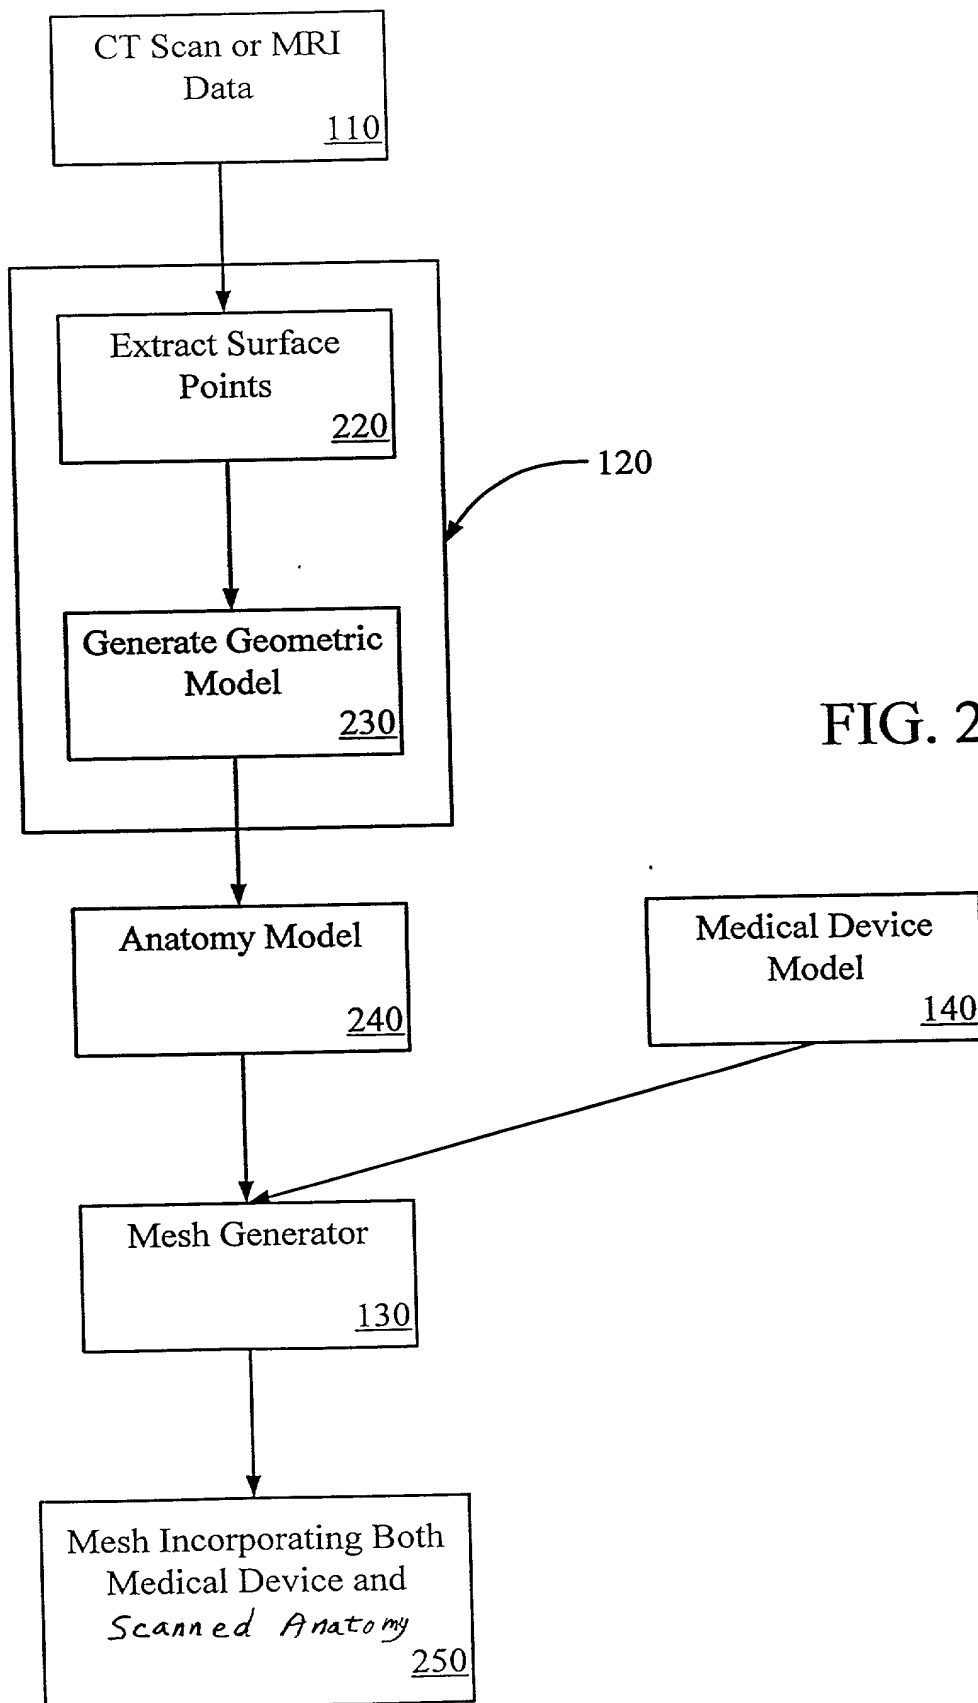 CT Scan or MRI
Data
110
Extract Surface
Points
220
120
Generate Geometric
Model
230
FIG. 2
Anatomy Model
240
Medical Device
Model
140
Mesh Generator
130
Mesh Incorporating Both
Medical Device and
Scanned Anatomy
250